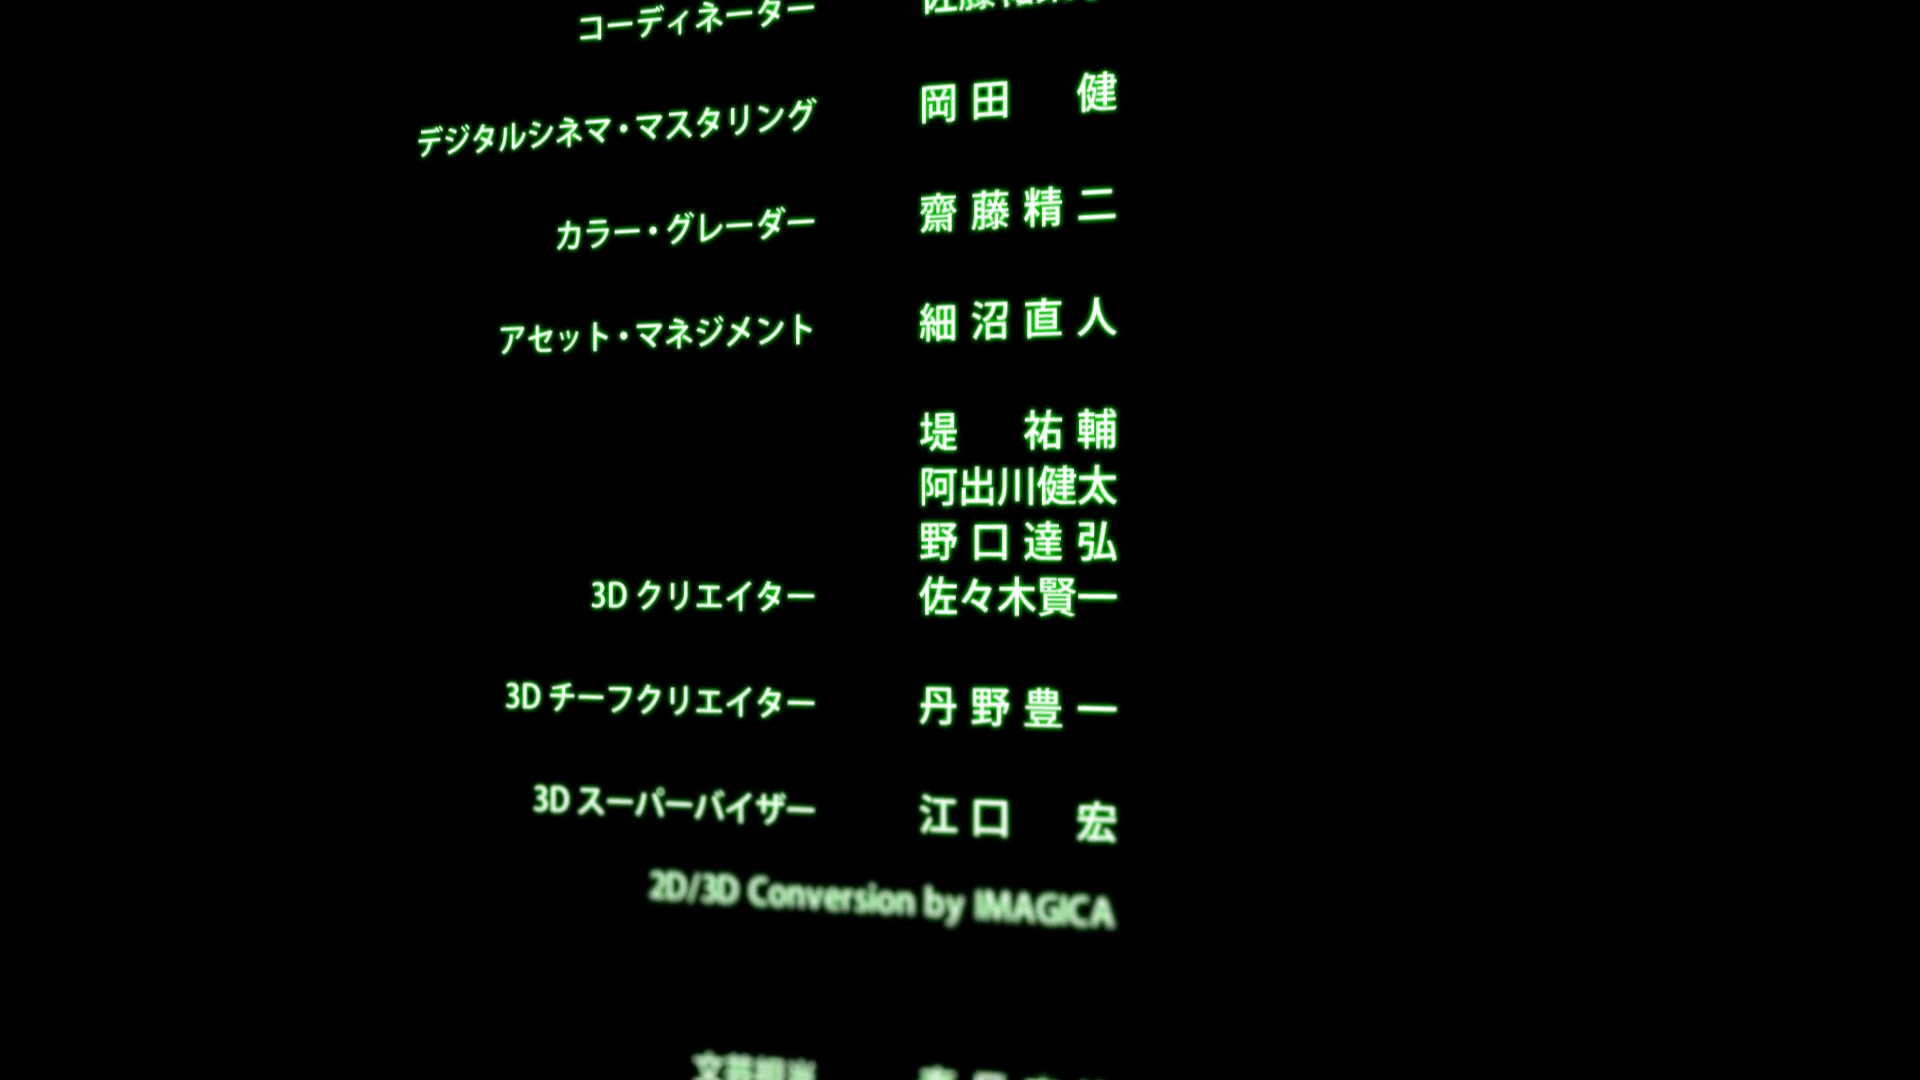 コーディネーター
デジタルシネマ・マスタリング 岡田 健
カラー・グレーダー 齋藤精二
アセット・マネジメント 細沼直人
堤 祐輔
阿出川健太
野口達弘
3D クリエイター 佐々木賢一
3D チーフクリエイター 丹野豊一
3D スーパーバイザー 江口 宏
2D/3D Conversion by IMAGICA
文芸担当